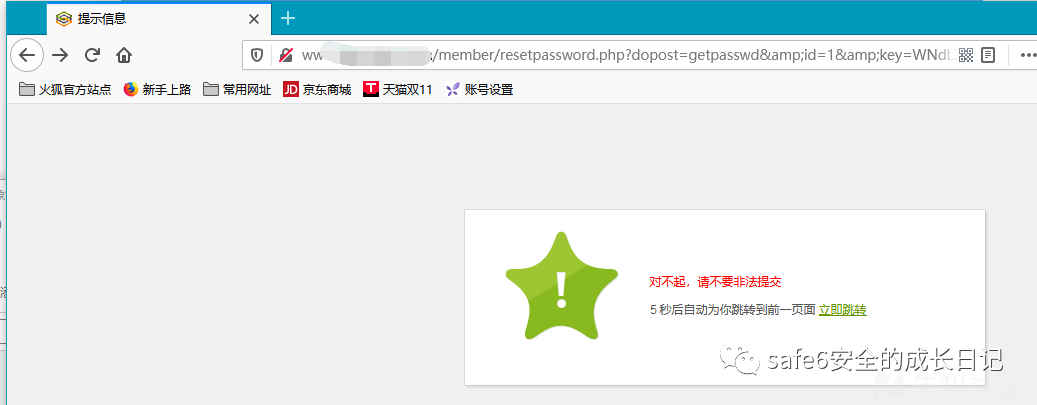 提示信息
ww
/member/resetpassword.php?dopost=getpasswd&amp;id=1&amp;key=WNdL
火狐官方站点 新手上路 常用网址 JD 京东商城 T 天猫双11 账号设置
对不起，请不要非法提交
5 秒后自动为你跳转到前一页面 立即跳转
safe6安全的成长日记